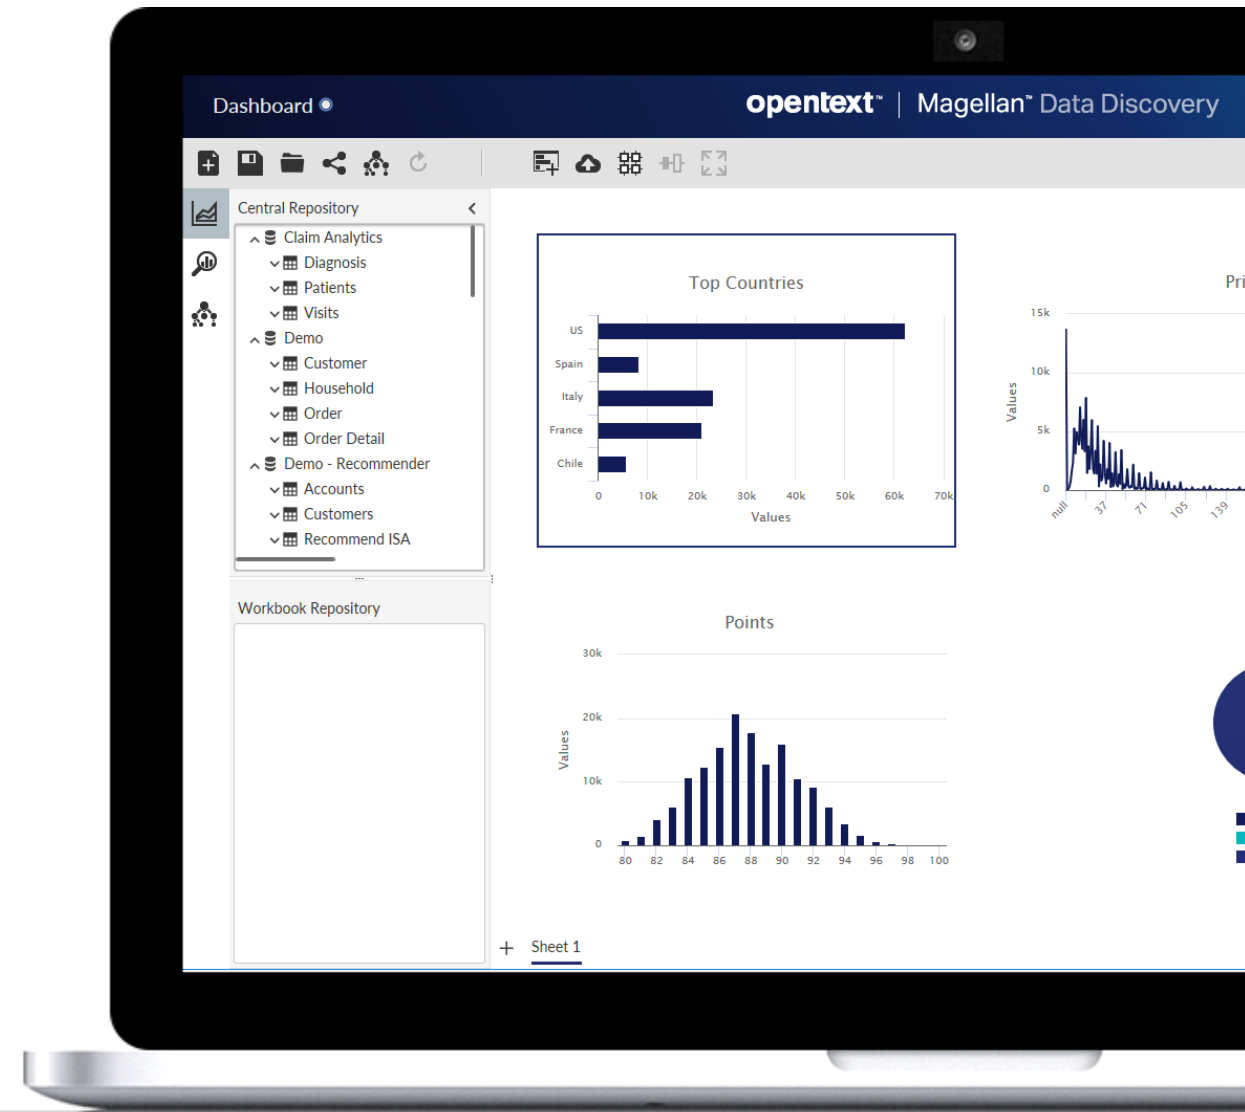 Dashboard
opentext™ | Magellan™ Data Discovery
Central Repository
Claim Analytics
Diagnosis
Patients
Visits
Demo
Customer
Household
Order
Order Detail
Demo - Recommender
Accounts
Customers
Recommend ISA
Workbook Repository
Top Countries
US
Spain
Italy
France
Chile
0 10k 20k 30k 40k 50k 60k 70k
Values
Pri
15k
10k
5k
0
Values
null 37 71 105 139
Points
30k
20k
10k
0
Values
80 82 84 86 88 90 92 94 96 98 100
+ Sheet 1